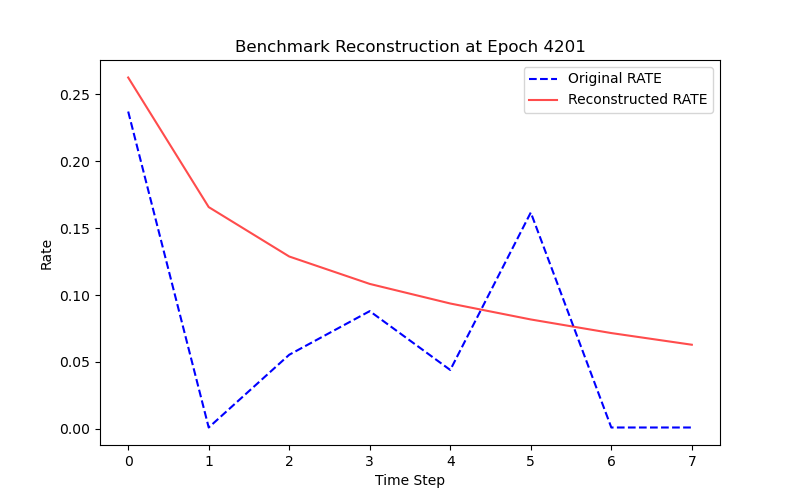 Benchmark Reconstruction at Epoch 4201
Original RATE
Reconstructed RATE
Rate
0.25
0.20
0.15
0.10
0.05
0.00
0 1 2 3 4 5 6 7
Time Step